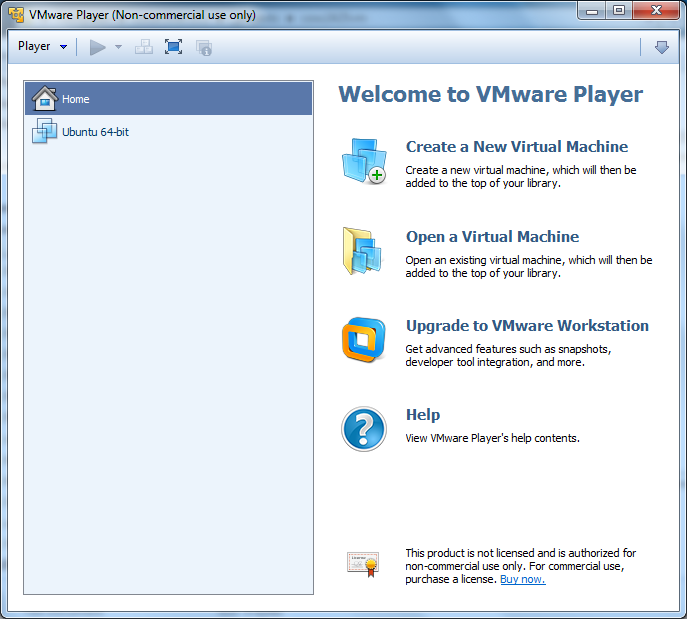 VMware Player (Non-commercial use only)
Player
Home
Ubuntu 64-bit
Welcome to VMware Player
Create a New Virtual Machine
Create a new virtual machine, which will then be
added to the top of your library.
Open a Virtual Machine
Open an existing virtual machine, which will then be
added to the top of your library.
Upgrade to VMware Workstation
Get advanced features such as snapshots,
developer tool integration, and more.
Help
View VMware Player's help contents.
This product is not licensed and is authorized for
non-commercial use only. For commercial use,
purchase a license. Buy now.